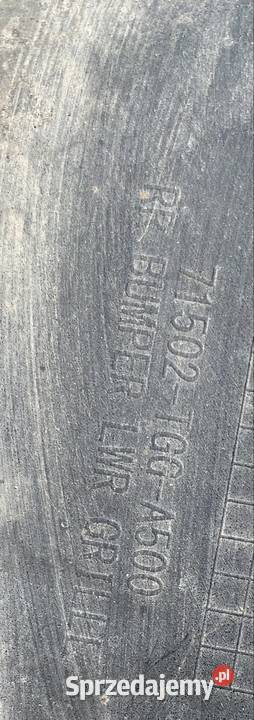 71502-TGG-A500
RR BUMPER LWR GRILLE
Sprzedajemy.pl